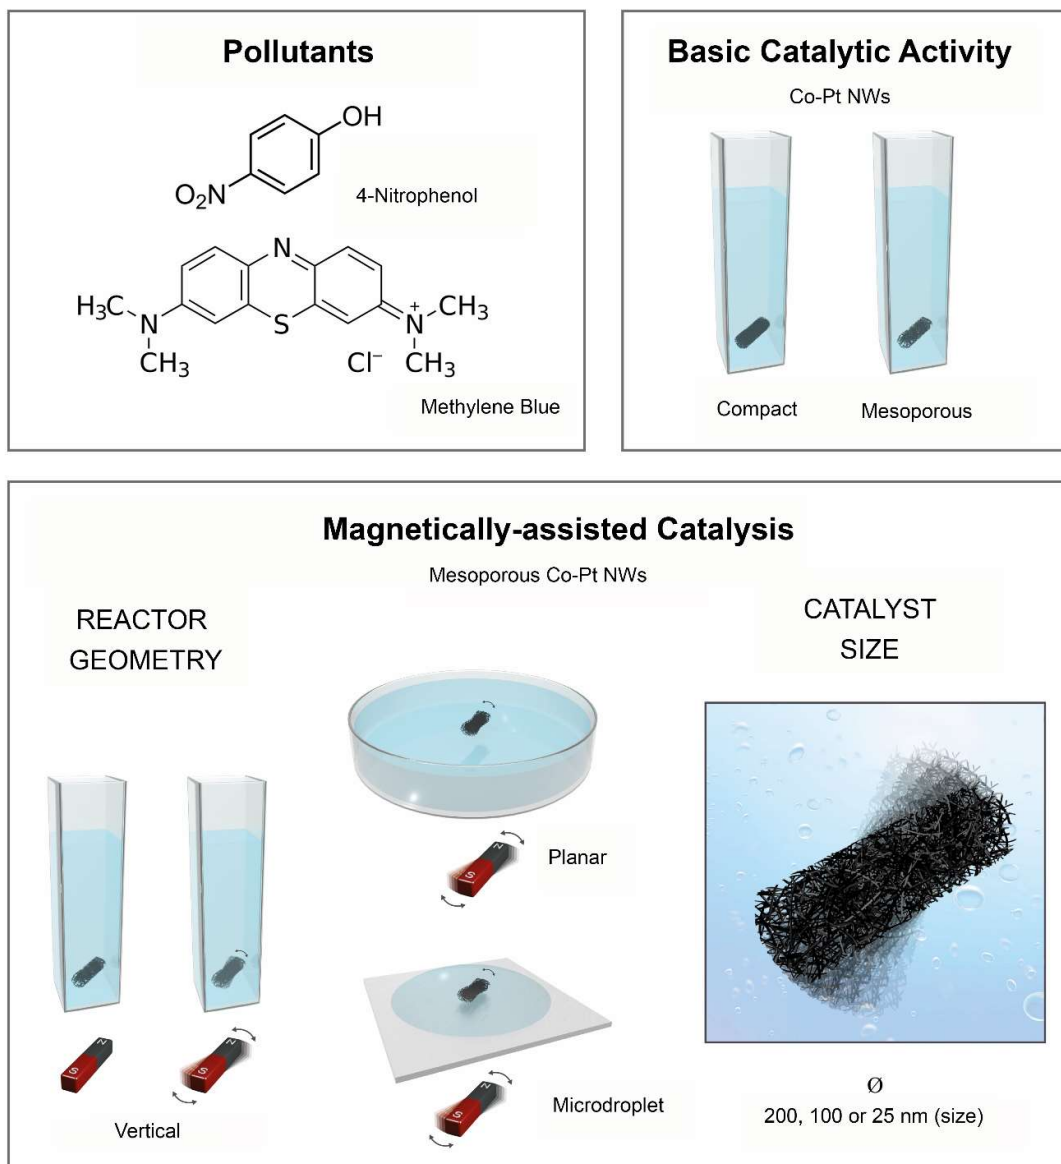 Pollutants
OH
O₂N
4-Nitrophenol
N
H₃C
N
S
N
+
CH₃
CH₃
Cl⁻
CH₃
Methylene Blue
Basic Catalytic Activity
Co-Pt NWs
Compact
Mesoporous
Magnetically-assisted Catalysis
Mesoporous Co-Pt NWs
REACTOR
GEOMETRY
N
S
N
S
Vertical
N
S
Planar
N
S
Microdroplet
CATALYST
SIZE
Ø
200, 100 or 25 nm (size)